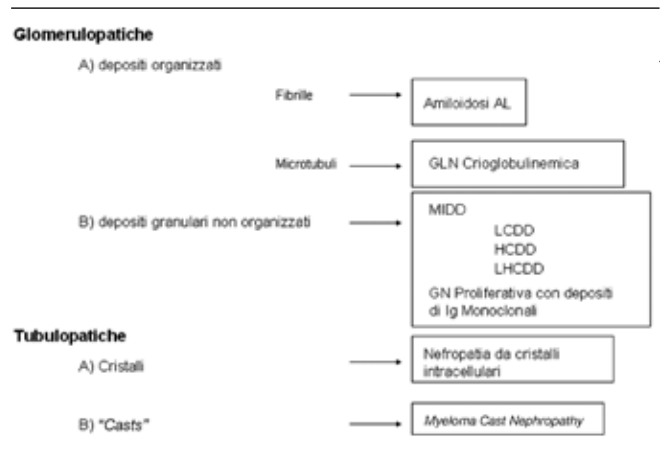 Glomerulopatiche
A) depositi organizzati
Fibrille
Amiloidosi AL
Microtubuli
GLN Crioglobulinemica
B) depositi granulari non organizzati
MIDD
LCDD
HCDD
LHCDD
GN Proliferativa con depositi
di Ig Monoclonali
Tubulopatiche
A) Cristalli
Nefropatia da cristalli
intracellulari
B) "Casts"
Myeloma Cast Nephropathy